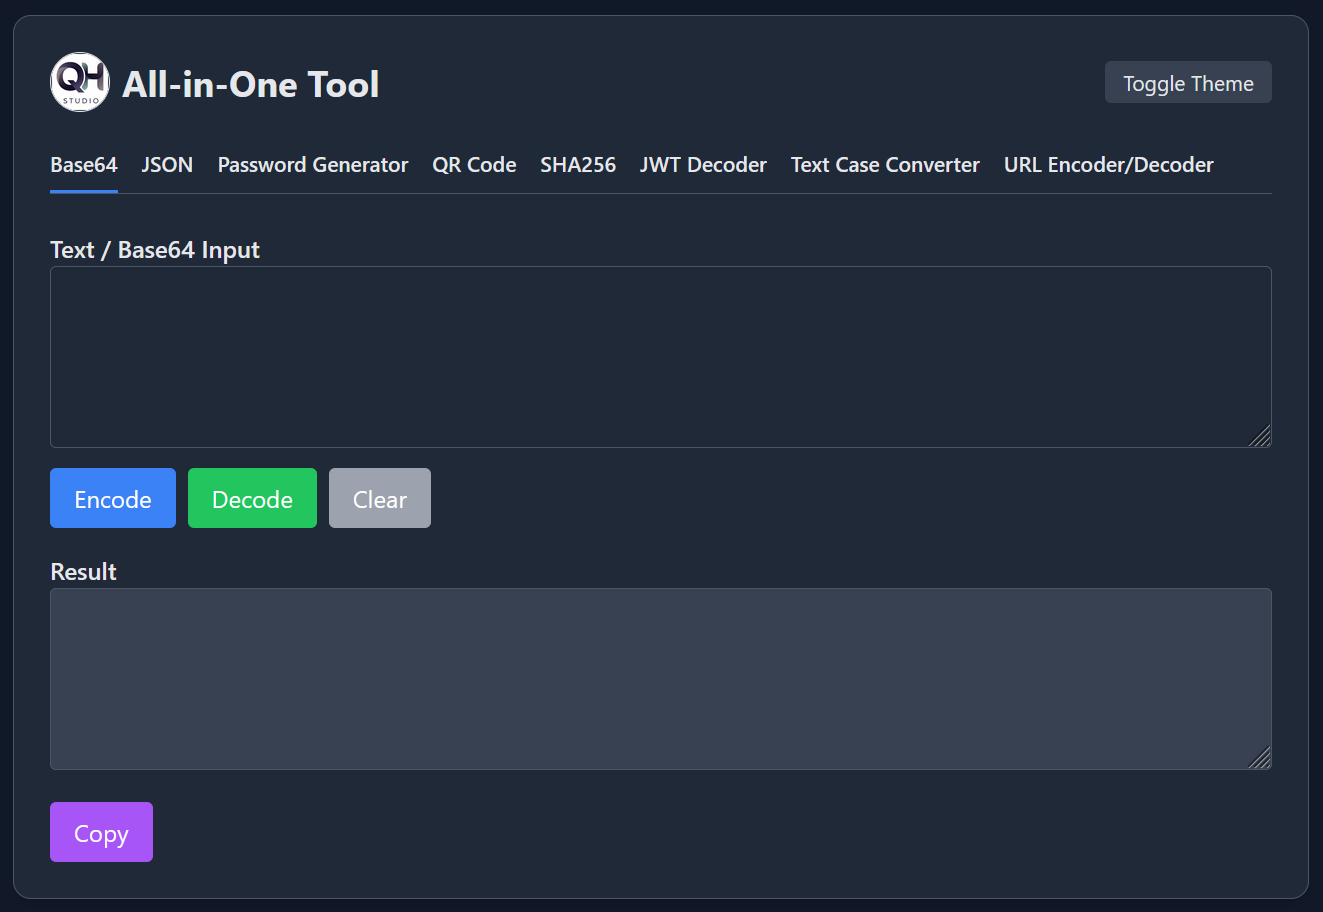 QH
STUDIO
All-in-One Tool
Toggle Theme
Base64 JSON Password Generator QR Code SHA256 JWT Decoder Text Case Converter URL Encoder/Decoder
Text / Base64 Input
Encode Decode Clear
Result
Copy